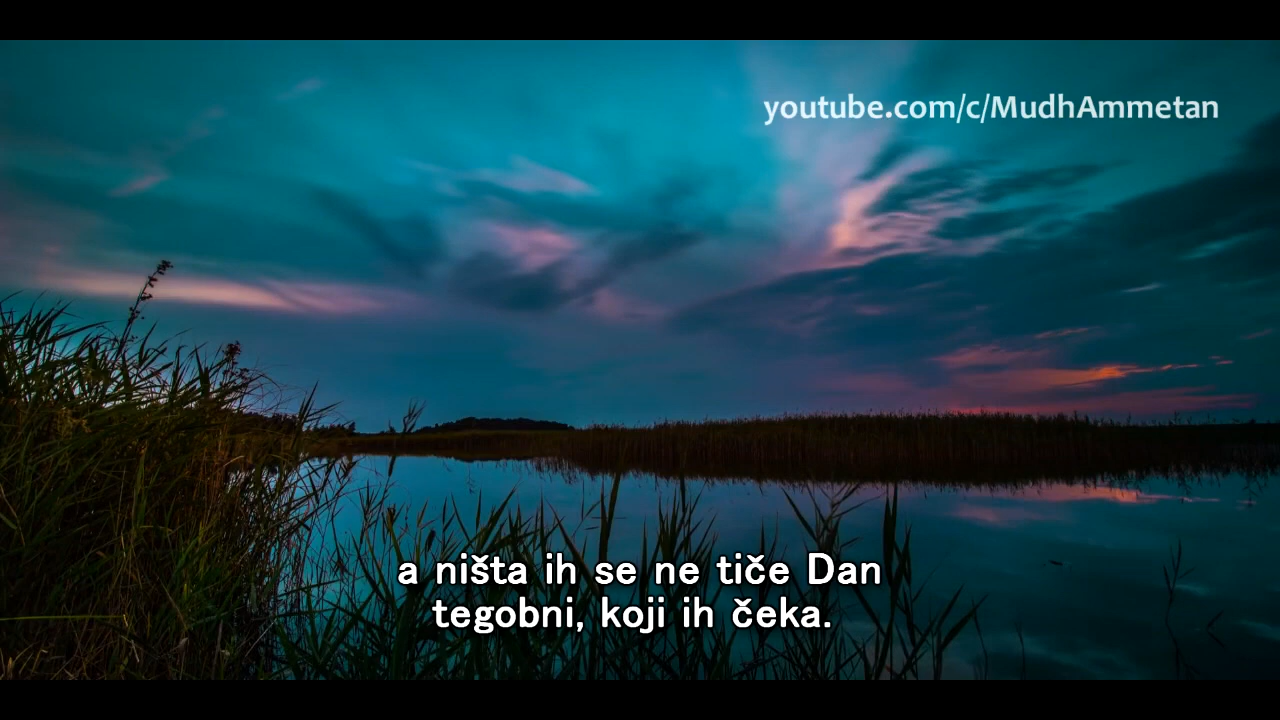 youtube.com/c/MudhAmmetan
a ništa ih se ne tiče Dan
tegobni, koji ih čeka.